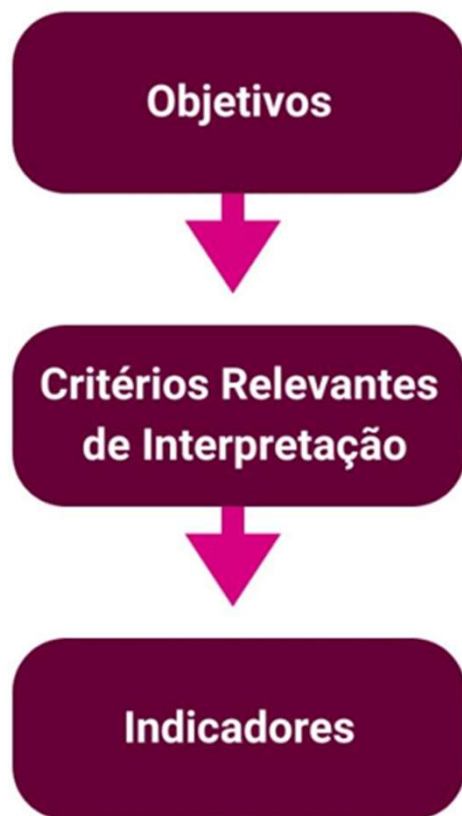 Objetivos
Critérios Relevantes
de Interpretação
Indicadores